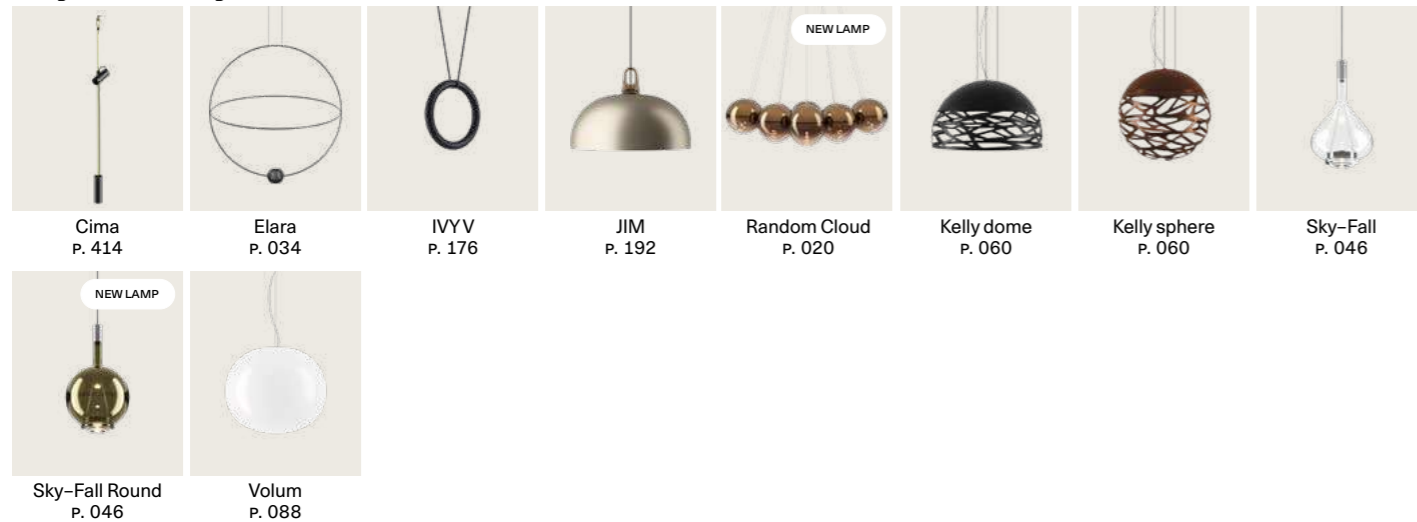 NEW LAMP
Cima
P. 414
Elara
P. 034
IVY V
P. 176
JIM
P. 192
Random Cloud
P. 020
Kelly dome
P. 060
Kelly sphere
P. 060
Sky–Fall
P. 046
NEW LAMP
Sky–Fall Round
P. 046
Volum
P. 088